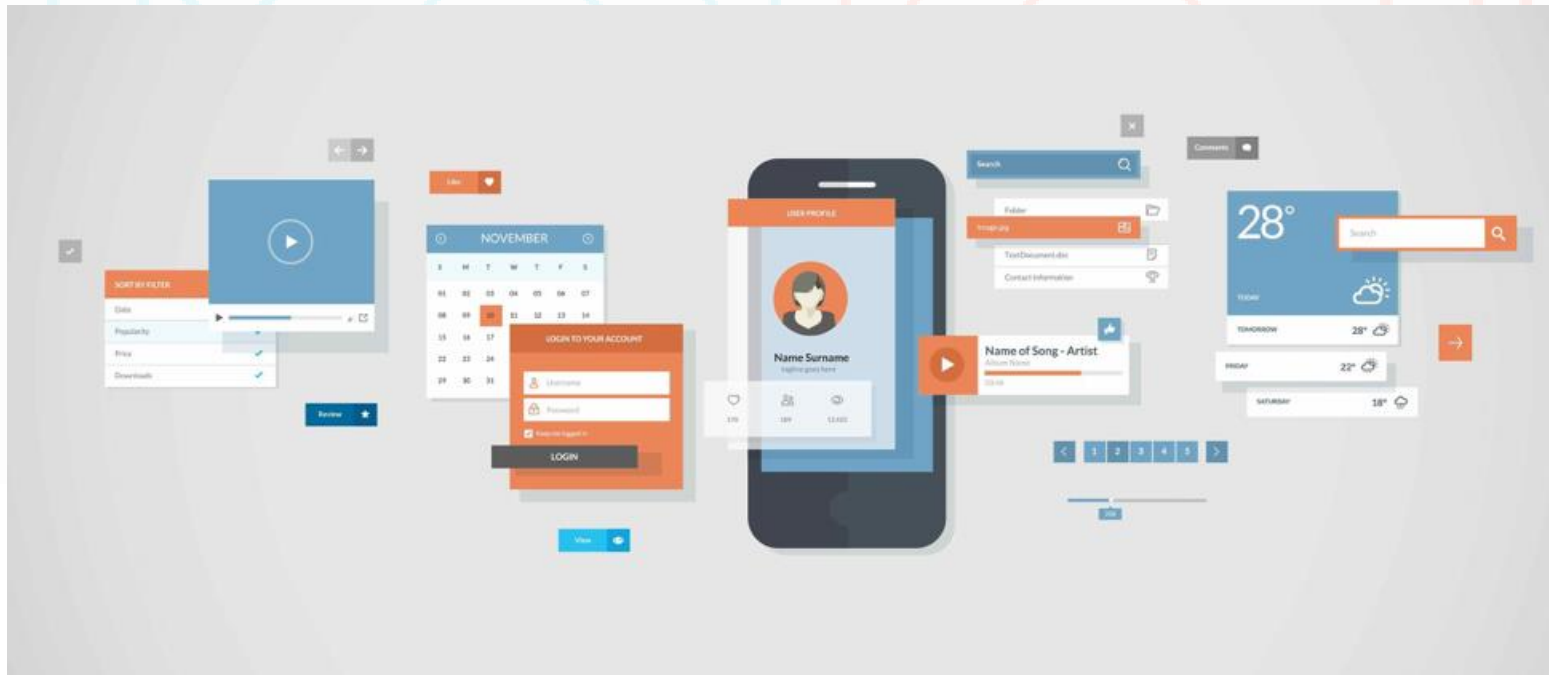 SORT BY FILTER
Date
Popularity
Price
Downloads
Review
Like
NOVEMBER
S M T W T F S
01 02 03 04 05 06 07
08 09 10 11 12 13 14
15 16 17
22 23 24
29 30 31
LOGIN TO YOUR ACCOUNT
Username
Password
Keep me logged in
LOGIN
View
USER PROFILE
Name Surname
tagline goes here
Search
Folder
Image.jpg
TextDocument.doc
Contact Information
Name of Song - Artist
Album Name
1 2 3 4 5
Comments
28°
TODAY
Search
TOMORROW 28°
FRIDAY 22°
SATURDAY 18°